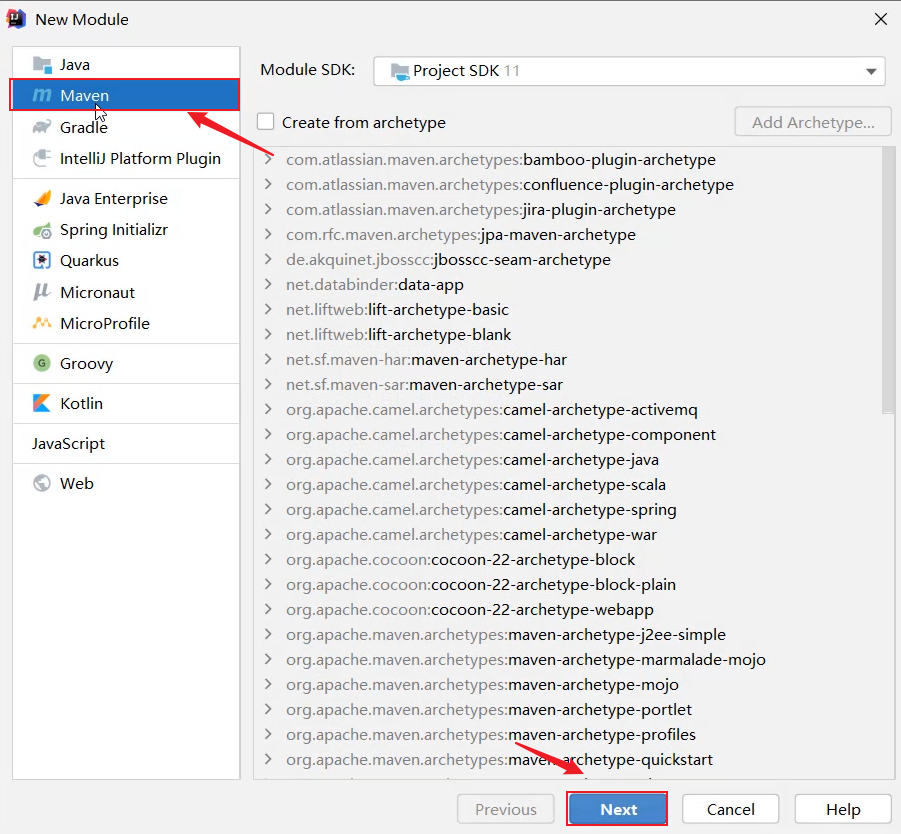 New Module
Java
Maven
Gradle
IntelliJ Platform Plugin
Java Enterprise
Spring Initializr
Quarkus
Micronaut
MicroProfile
Groovy
Kotlin
JavaScript
Web
Module SDK: Project SDK 11
Create from archetype Add Archetype...
com.atlassian.maven.archetypes:bamboo-plugin-archetype
com.atlassian.maven.archetypes:confluence-plugin-archetype
com.atlassian.maven.archetypes:jira-plugin-archetype
com.rfc.maven.archetypes:jpa-maven-archetype
de.akquinet.jbosscc:jbosscc-seam-archetype
net.databinder:data-app
net.liftweb:lift-archetype-basic
net.liftweb:lift-archetype-blank
net.sf.maven-har:maven-archetype-har
net.sf.maven-sar:maven-archetype-sar
org.apache.camel.archetypes:camel-archetype-activemq
org.apache.camel.archetypes:camel-archetype-component
org.apache.camel.archetypes:camel-archetype-java
org.apache.camel.archetypes:camel-archetype-scala
org.apache.camel.archetypes:camel-archetype-spring
org.apache.camel.archetypes:camel-archetype-war
org.apache.cocoon:cocoon-22-archetype-block
org.apache.cocoon:cocoon-22-archetype-block-plain
org.apache.cocoon:cocoon-22-archetype-webapp
org.apache.maven.archetypes:maven-archetype-j2ee-simple
org.apache.maven.archetypes:maven-archetype-marmalade-mojo
org.apache.maven.archetypes:maven-archetype-mojo
org.apache.maven.archetypes:maven-archetype-portlet
org.apache.maven.archetypes:maven-archetype-profiles
org.apache.maven.archetypes:maven-archetype-quickstart
Previous Next Cancel Help